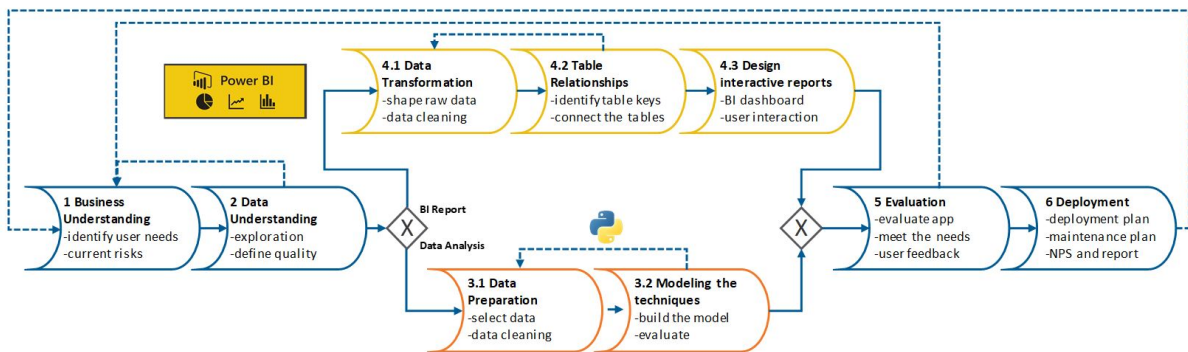 Power BI
4.1 Data
Transformation
-shape raw data
-data cleaning
4.2 Table
Relationships
-identify table keys
-connect the tables
4.3 Design
interactive reports
-BI dashboard
-user interaction
1 Business
Understanding
-identify user needs
-current risks
2 Data
Understanding
-exploration
-define quality
BI Report
X
Data Analysis
3.1 Data
Preparation
-select data
-data cleaning
3.2 Modeling the
techniques
-build the model
-evaluate
X
5 Evaluation
-evaluate app
-meet the needs
-user feedback
6 Deployment
-deployment plan
-maintenance plan
-NPS and report